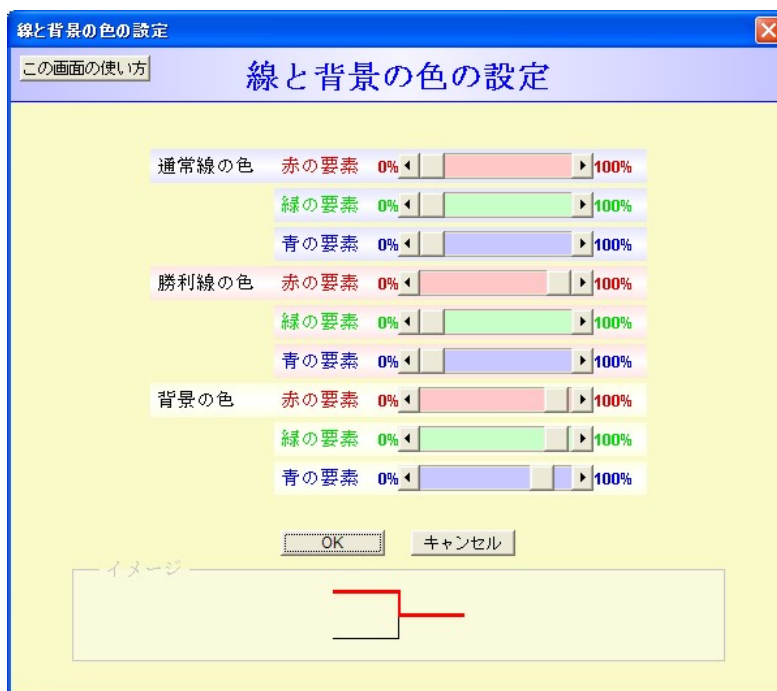 線と背景の色の設定
この画面の使い方
線と背景の色の設定
通常線の色 赤の要素 0% 100%
緑の要素 0% 100%
青の要素 0% 100%
勝利線の色 赤の要素 0% 100%
緑の要素 0% 100%
青の要素 0% 100%
背景の色 赤の要素 0% 100%
緑の要素 0% 100%
青の要素 0% 100%
OK キャンセル
イメージ